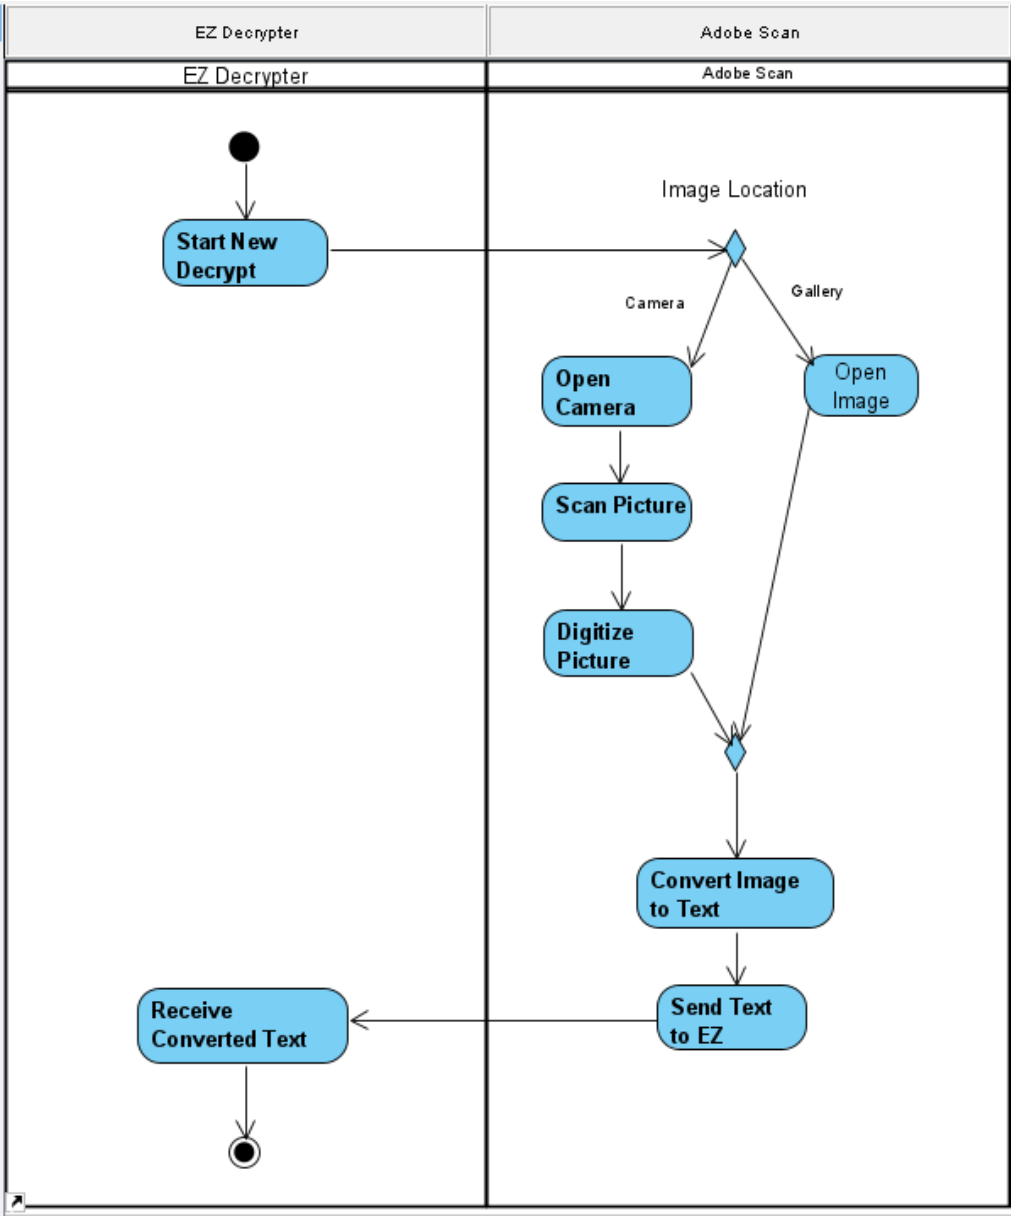 EZ Decrypter
Adobe Scan
EZ Decrypter
Adobe Scan
Image Location
Start New
Decrypt
Camera
Gallery
Open
Camera
Open
Image
Scan Picture
Digitize
Picture
Convert Image
to Text
Send Text
to EZ
Receive
Converted Text